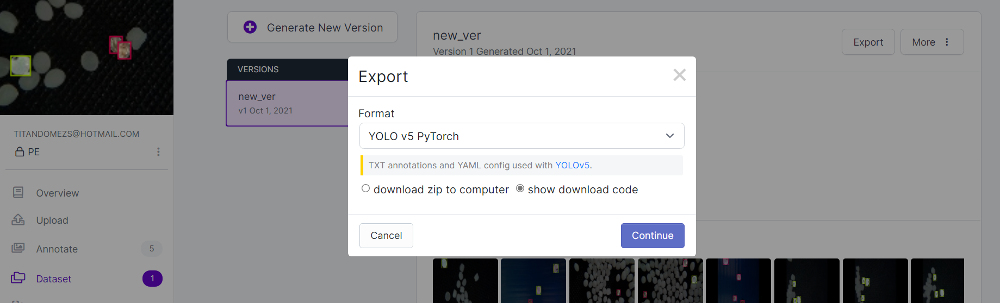 Generate New Version
new_ver
Version 1 Generated Oct 1, 2021
Export
More
VERSIONS
new_ver
v1 Oct 1, 2021
Export
Format
YOLO v5 PyTorch
TXT annotations and YAML config used with YOLOv5.
download zip to computer
show download code
Cancel
Continue
TITANDOMEZS@HOTMAIL.COM
PE
Overview
Upload
Annotate 5
Dataset 1